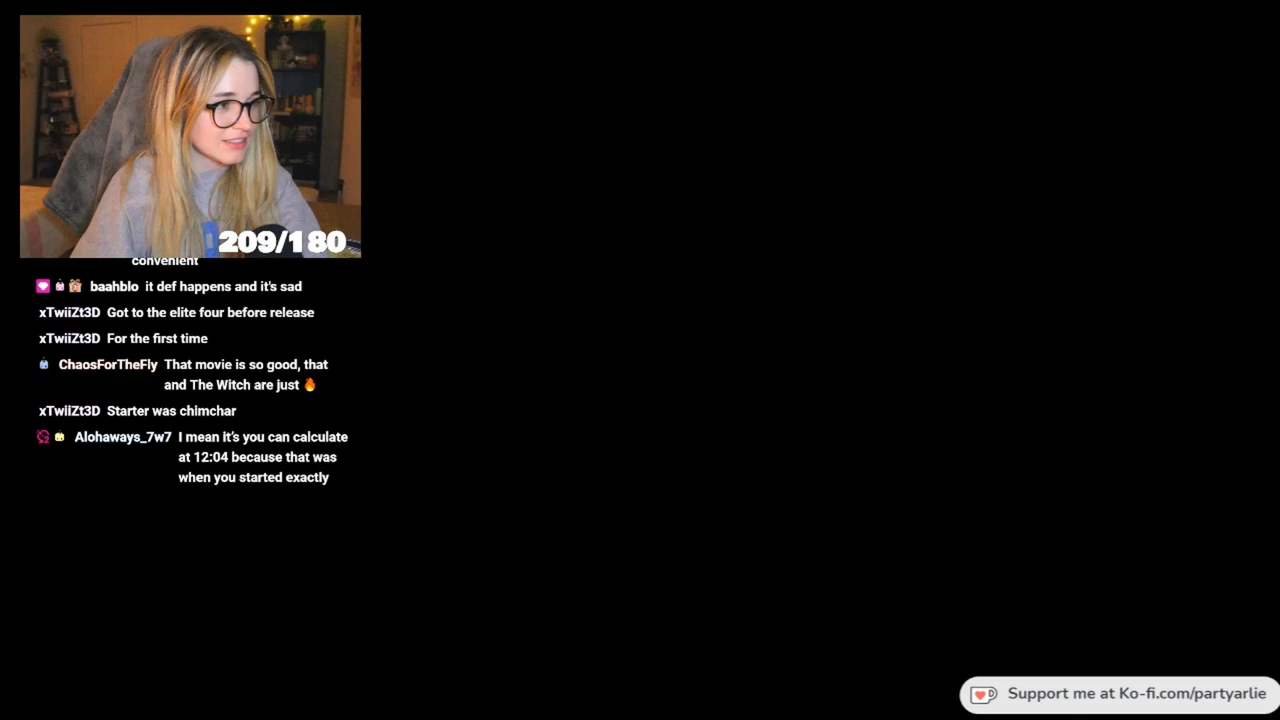 209/180
convenient
baahblo it def happens and it's sad
xTwiiZt3D Got to the elite four before release
xTwiiZt3D For the first time
ChaosForTheFly That movie is so good, that
and The Witch are just 🔥
xTwiiZt3D Starter was chimchar
Alohaways_7w7 I mean it's you can calculate
at 12:04 because that was
when you started exactly
Support me at Ko-fi.com/partyarlie